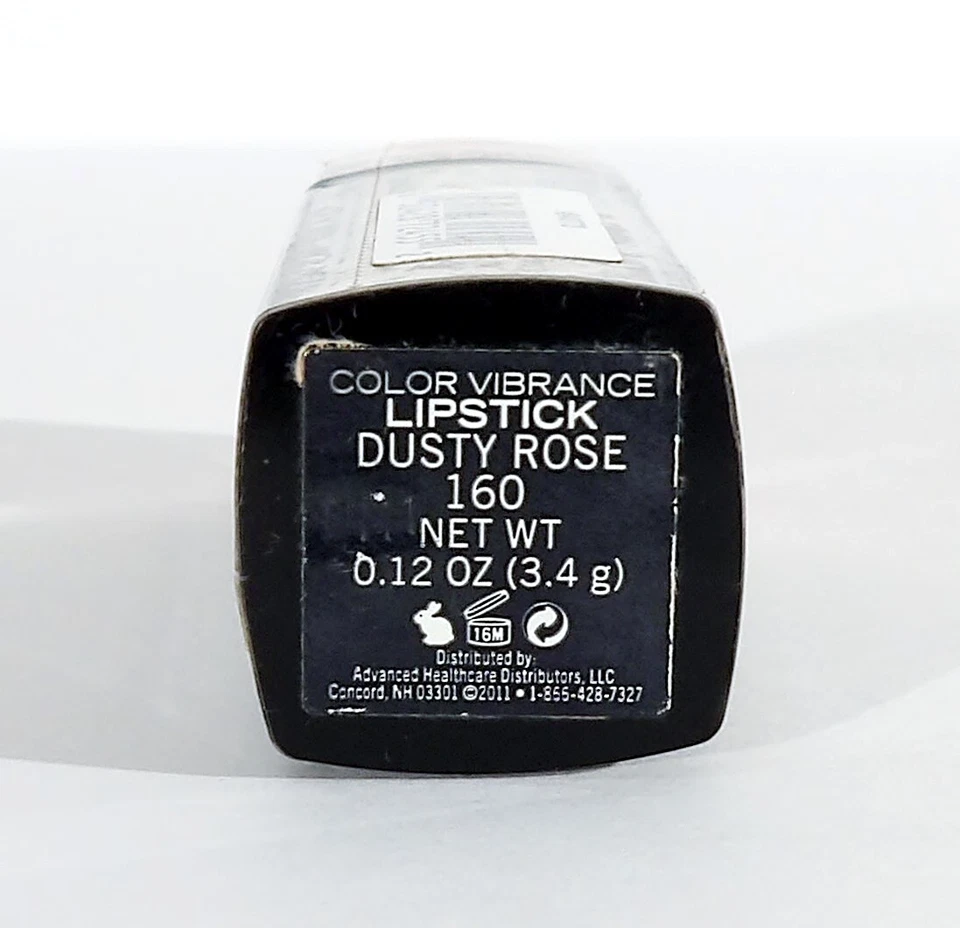 COLOR VIBRANCE
LIPSTICK
DUSTY ROSE
160
NET WT
0.12 OZ (3.4 g)
16M
Distributed by:
Advanced Healthcare Distributors, LLC
Concord, NH 03301 ©2011 • 1-866-428-7327